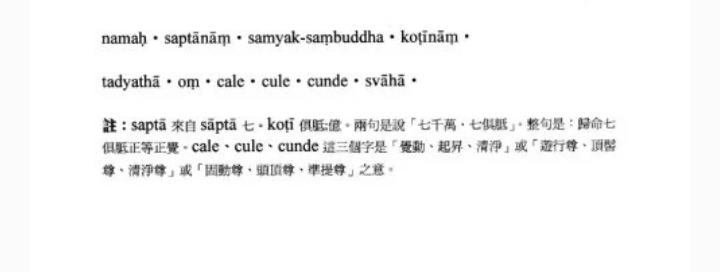 namaḥ • saptānāṃ • samyak-saṃbuddha • koṭīnāṃ •
tadyathā • oṃ • cale • cule • cunde • svāhā •
註：saptā 來自 sāptā 七。koṭī 俱胝:億。兩句是說「七千萬、七俱胝」。整句是：歸命七
俱胝正等正覺。cale、cule、cunde 這三個字是「覺動、起昇、清淨」或「遊行尊、頂髻
尊、清淨尊」或「固動尊、頭頂尊、準提尊」之意。